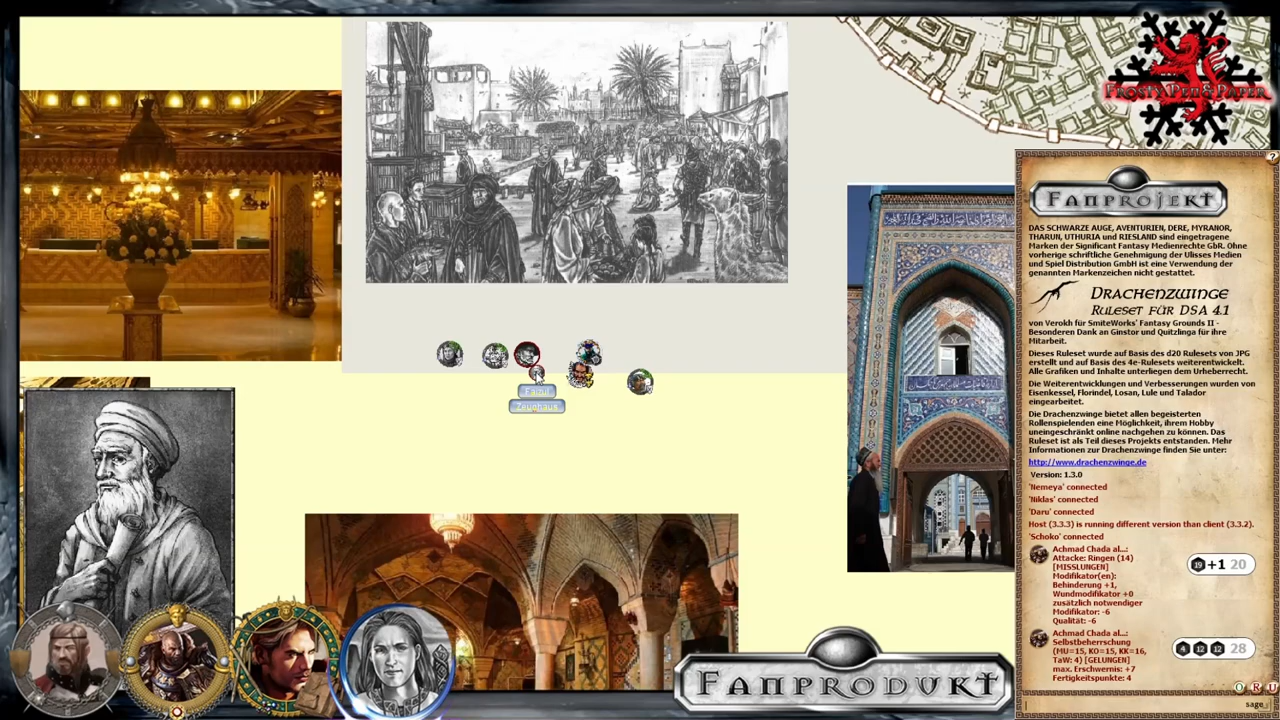 FROSTY PEN & PAPER
FANPROJEKT
DAS SCHWARZE AUGE, AVENTURIEN, DERE, MYRANOR,
THARUN, UTHURIA und RIESLAND sind eingetragene
Marken der Significant Fantasy Medienrechte GbR. Ohne
vorherige schriftliche Genehmigung der Ulisses Medien
und Spiel Distribution GmbH ist eine Verwendung der
genannten Markenzeichen nicht gestattet.
DRACHENZWINGE
RULESET FÜR DSA 4.1
von Verokh für SmiteWorks' Fantasy Grounds II -
Besonderen Dank an Ginstor und Quitzlinga für ihre
Mitarbeit.
Dieses Ruleset wurde auf Basis des d20 Rulesets von JPG
erstellt und auf Basis des 4e-Rulesets weiterentwickelt.
Alle Grafiken und Inhalte unterliegen dem Urheberrecht.
Die Weiterentwicklungen und Verbesserungen wurden von
Eisenkessel, Florindel, Losan, Lule und Talador
eingearbeitet.
Die Drachenzwinge bietet allen begeisterten
Rollenspielenden eine Möglichkeit, ihrem Hobby
uneingeschränkt online nachgehen zu können. Das
Ruleset ist als Teil dieses Projekts entstanden. Mehr
Informationen zur Drachenzwinge finden Sie unter:
http://www.drachenzwinge.de
Version: 1.3.0
'Nemeya' connected
'Niklas' connected
'Daru' connected
Host (3.3.3) is running different version than client (3.3.2).
'Schoko' connected
Achmad Chada al...:
Attacke: Ringen (14)
[MISSLUNGEN]
Modifikator(en):
Behinderung +1,
Wundmodifikator +0
zusätzlich notwendiger
Modifikator: -6
Qualität: -6
19 +1 20
Achmad Chada al...:
Selbstbeherrschung
(MU=15, KO=15, KK=16,
TaW: 4) [GELUNGEN]
max. Erschwernis: +7
Fertigkeitspunkte: 4
4 12 12 28
O R U
sage
Zeughaus
FANPRODUKT